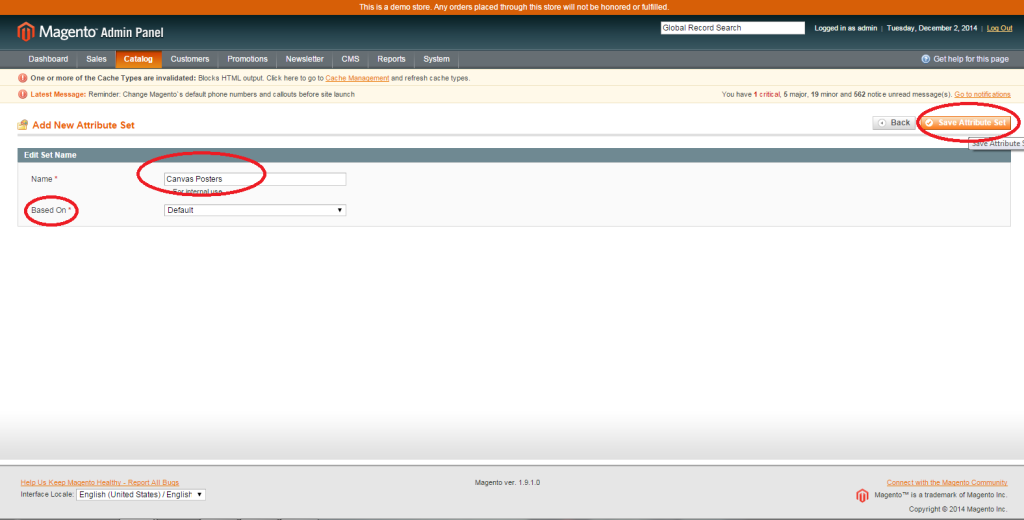 This is a demo store. Any orders placed through this store will not be honored or fulfilled.
Magento Admin Panel
Global Record Search
Logged in as admin | Tuesday, December 2, 2014 | Log Out
Dashboard Sales Catalog Customers Promotions Newsletter CMS Reports System
Get help for this page
One or more of the Cache Types are invalidated: Blocks HTML output. Click here to go to Cache Management and refresh cache types.
Latest Message: Reminder: Change Magento`s default phone numbers and callouts before site launch
You have 1 critical, 5 major, 19 minor and 562 notice unread message(s). Go to notifications
Add New Attribute Set
Back Save Attribute Set
Save Attribute S
Edit Set Name
Name * Canvas Posters
For internal use
Based On * Default
Help Us Keep Magento Healthy - Report All Bugs
Interface Locale: English (United States) / English
Magento ver. 1.9.1.0
Connect with the Magento Community
Magento™ is a trademark of Magento Inc.
Copyright © 2014 Magento Inc.